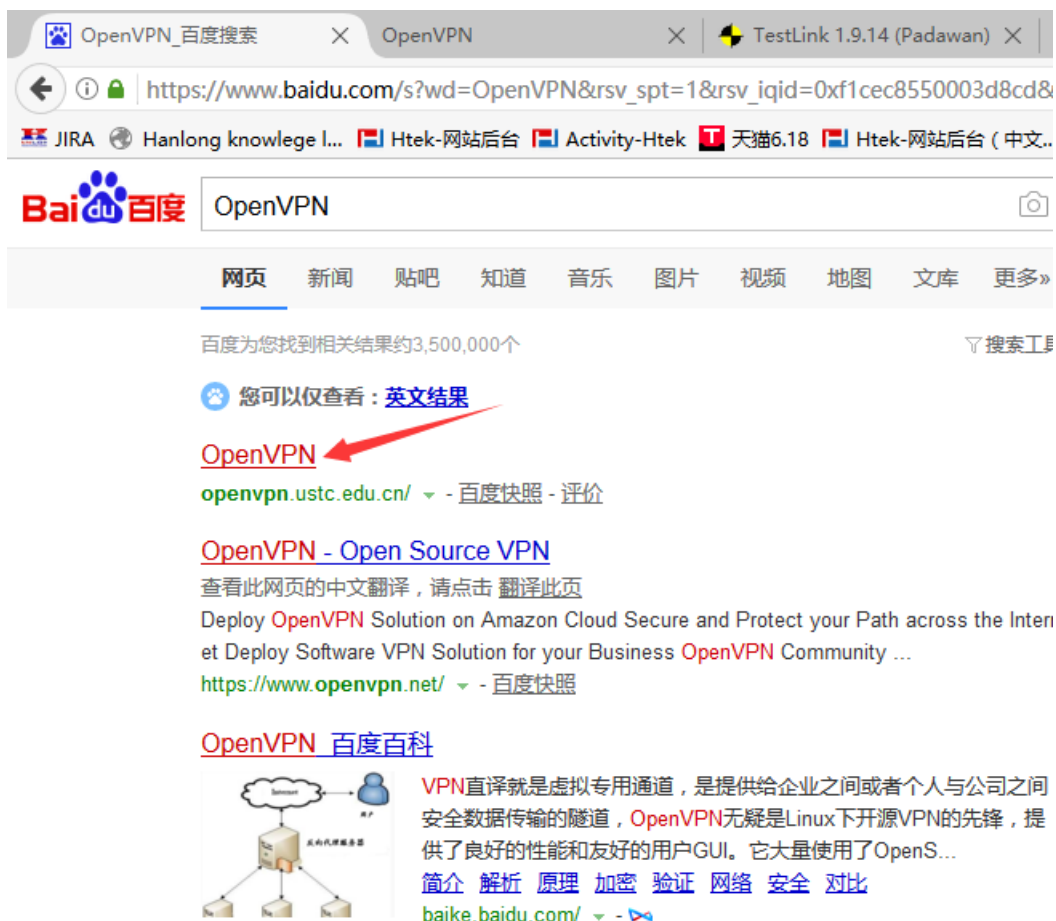 OpenVPN_百度搜索
OpenVPN
TestLink 1.9.14 (Padawan)
https://www.baidu.com/s?wd=OpenVPN&rsv_spt=1&rsv_iqid=0xf1cec8550003d8cd&
JIRA Hanlong knowlege l... Htek-网站后台 Activity-Htek 天猫6.18 Htek-网站后台 ( 中文...
Bai du 百度
OpenVPN
网页 新闻 贴吧 知道 音乐 图片 视频 地图 文库 更多»
百度为您找到相关结果约3,500,000个
搜索工具
您可以仅查看：英文结果
OpenVPN
openvpn.ustc.edu.cn/ - 百度快照 - 评价
OpenVPN - Open Source VPN
查看此网页的中文翻译，请点击 翻译此页
Deploy OpenVPN Solution on Amazon Cloud Secure and Protect your Path across the Intern
et Deploy Software VPN Solution for your Business OpenVPN Community ...
https://www.openvpn.net/ - 百度快照
OpenVPN_百度百科
VPN直译就是虚拟专用通道，是提供给企业之间或者个人与公司之间
安全数据传输的隧道，OpenVPN无疑是Linux下开源VPN的先锋，提
供了良好的性能和友好的用户GUI。它大量使用了OpenS...
简介 解析 原理 加密 验证 网络 安全 对比
baike.baidu.com/ -
Internet
用户
反向代理服务器